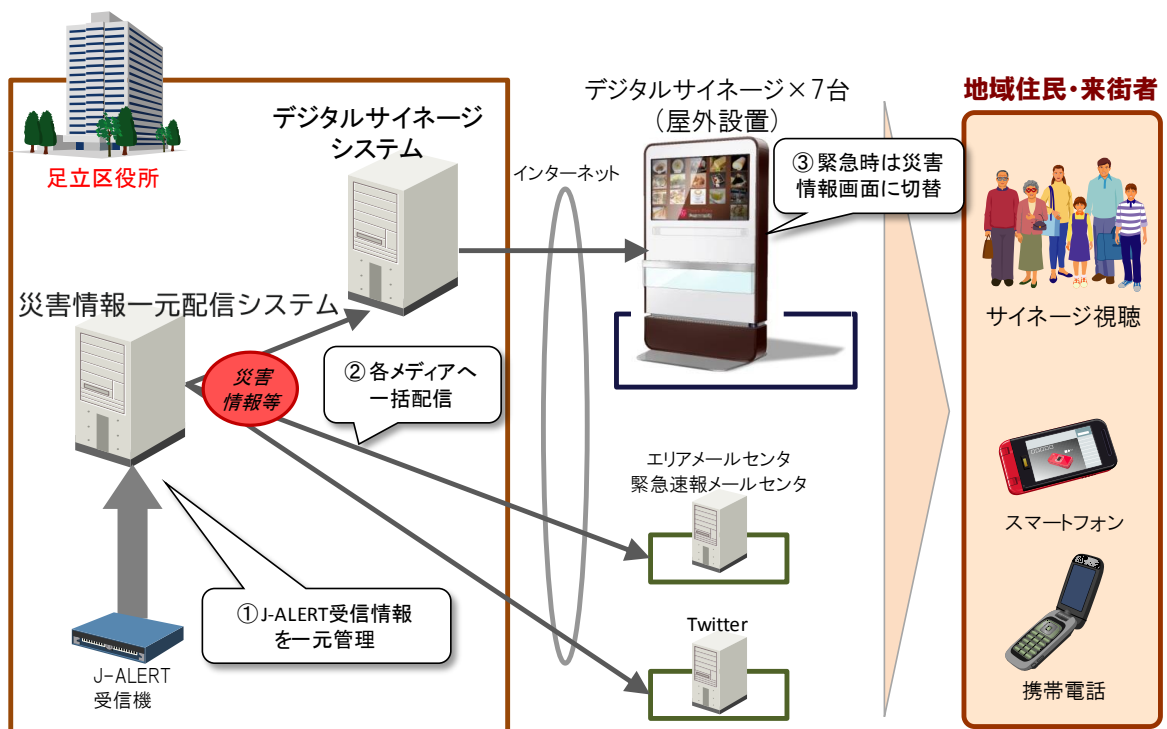 足立区役所
デジタルサイネージ
システム
災害情報一元配信システム
災害
情報等
② 各メディアへ
一括配信
①J-ALERT受信情報
を一元管理
J-ALERT
受信機
インターネット
デジタルサイネージ×7台
(屋外設置)
③ 緊急時は災害
情報画面に切替
エリアメールセンタ
緊急速報メールセンタ
Twitter
地域住民・来街者
サイネージ視聴
スマートフォン
携帯電話